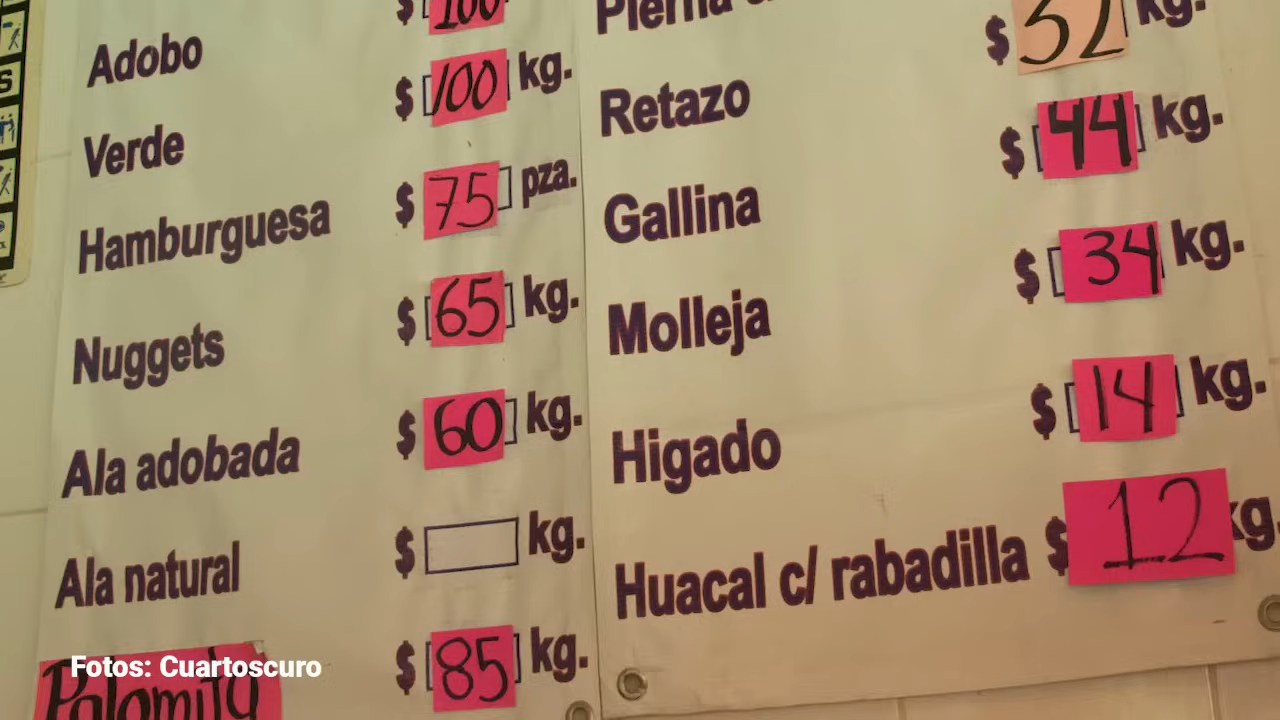 Adobo $ 100
Verde $ 100 kg.
Hamburguesa $ 75 pza.
Nuggets $ 65 kg.
Ala adobada $ 60 kg.
Ala natural $ kg.
Palomita $ 85 kg.
Pierna
Retazo $ 32 kg.
Gallina $ 44 kg.
Molleja $ 34 kg.
Higado $ 14 kg.
Huacal c/ rabadilla $ 12 kg.
Fotos: Cuartoscuro